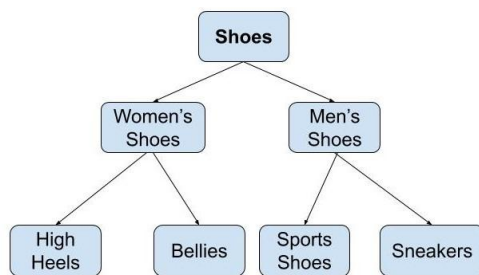 Shoes
Women's
Shoes
Men's
Shoes
High
Heels
Bellies
Sports
Shoes
Sneakers